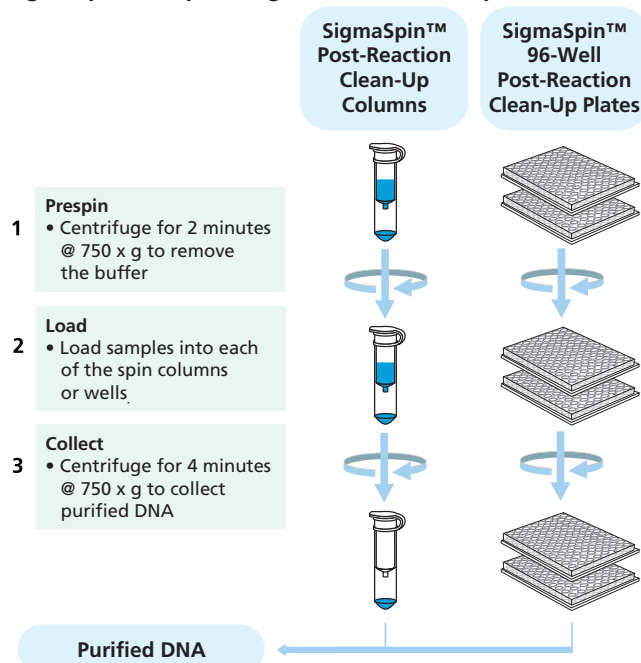 SigmaSpin™
Post-Reaction
Clean-Up
Columns
SigmaSpin™
96-Well
Post-Reaction
Clean-Up Plates
1
Prespin
• Centrifuge for 2 minutes
@ 750 x g to remove
the buffer
2
Load
• Load samples into each
of the spin columns
or wells
3
Collect
• Centrifuge for 4 minutes
@ 750 x g to collect
purified DNA
Purified DNA